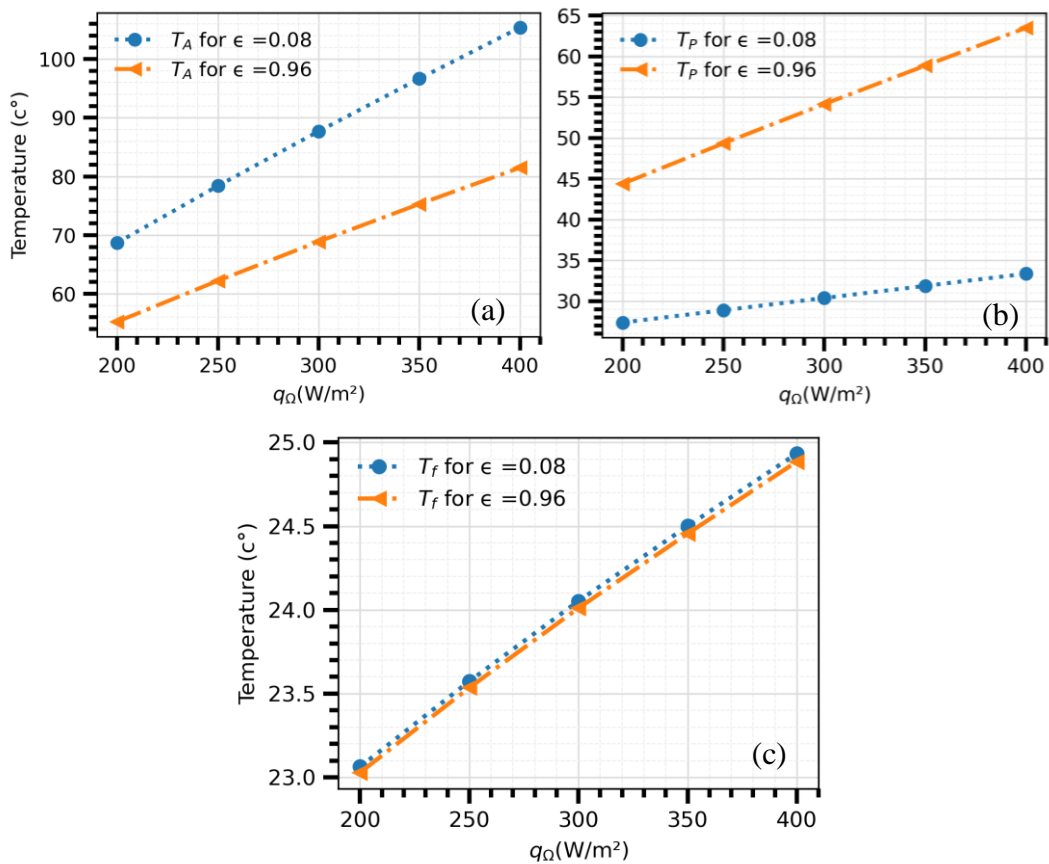 T_A for ϵ =0.08
T_A for ϵ =0.96
100
90
80
70
60
Temperature (c°)
200
250
300
350
400
q_Ω(W/m²)
(a)
T_P for ϵ =0.08
T_P for ϵ =0.96
65
60
55
50
45
40
35
30
200
250
300
350
400
q_Ω(W/m²)
(b)
T_f for ϵ =0.08
T_f for ϵ =0.96
25.0
24.5
24.0
23.5
23.0
Temperature (c°)
200
250
300
350
400
q_Ω(W/m²)
(c)